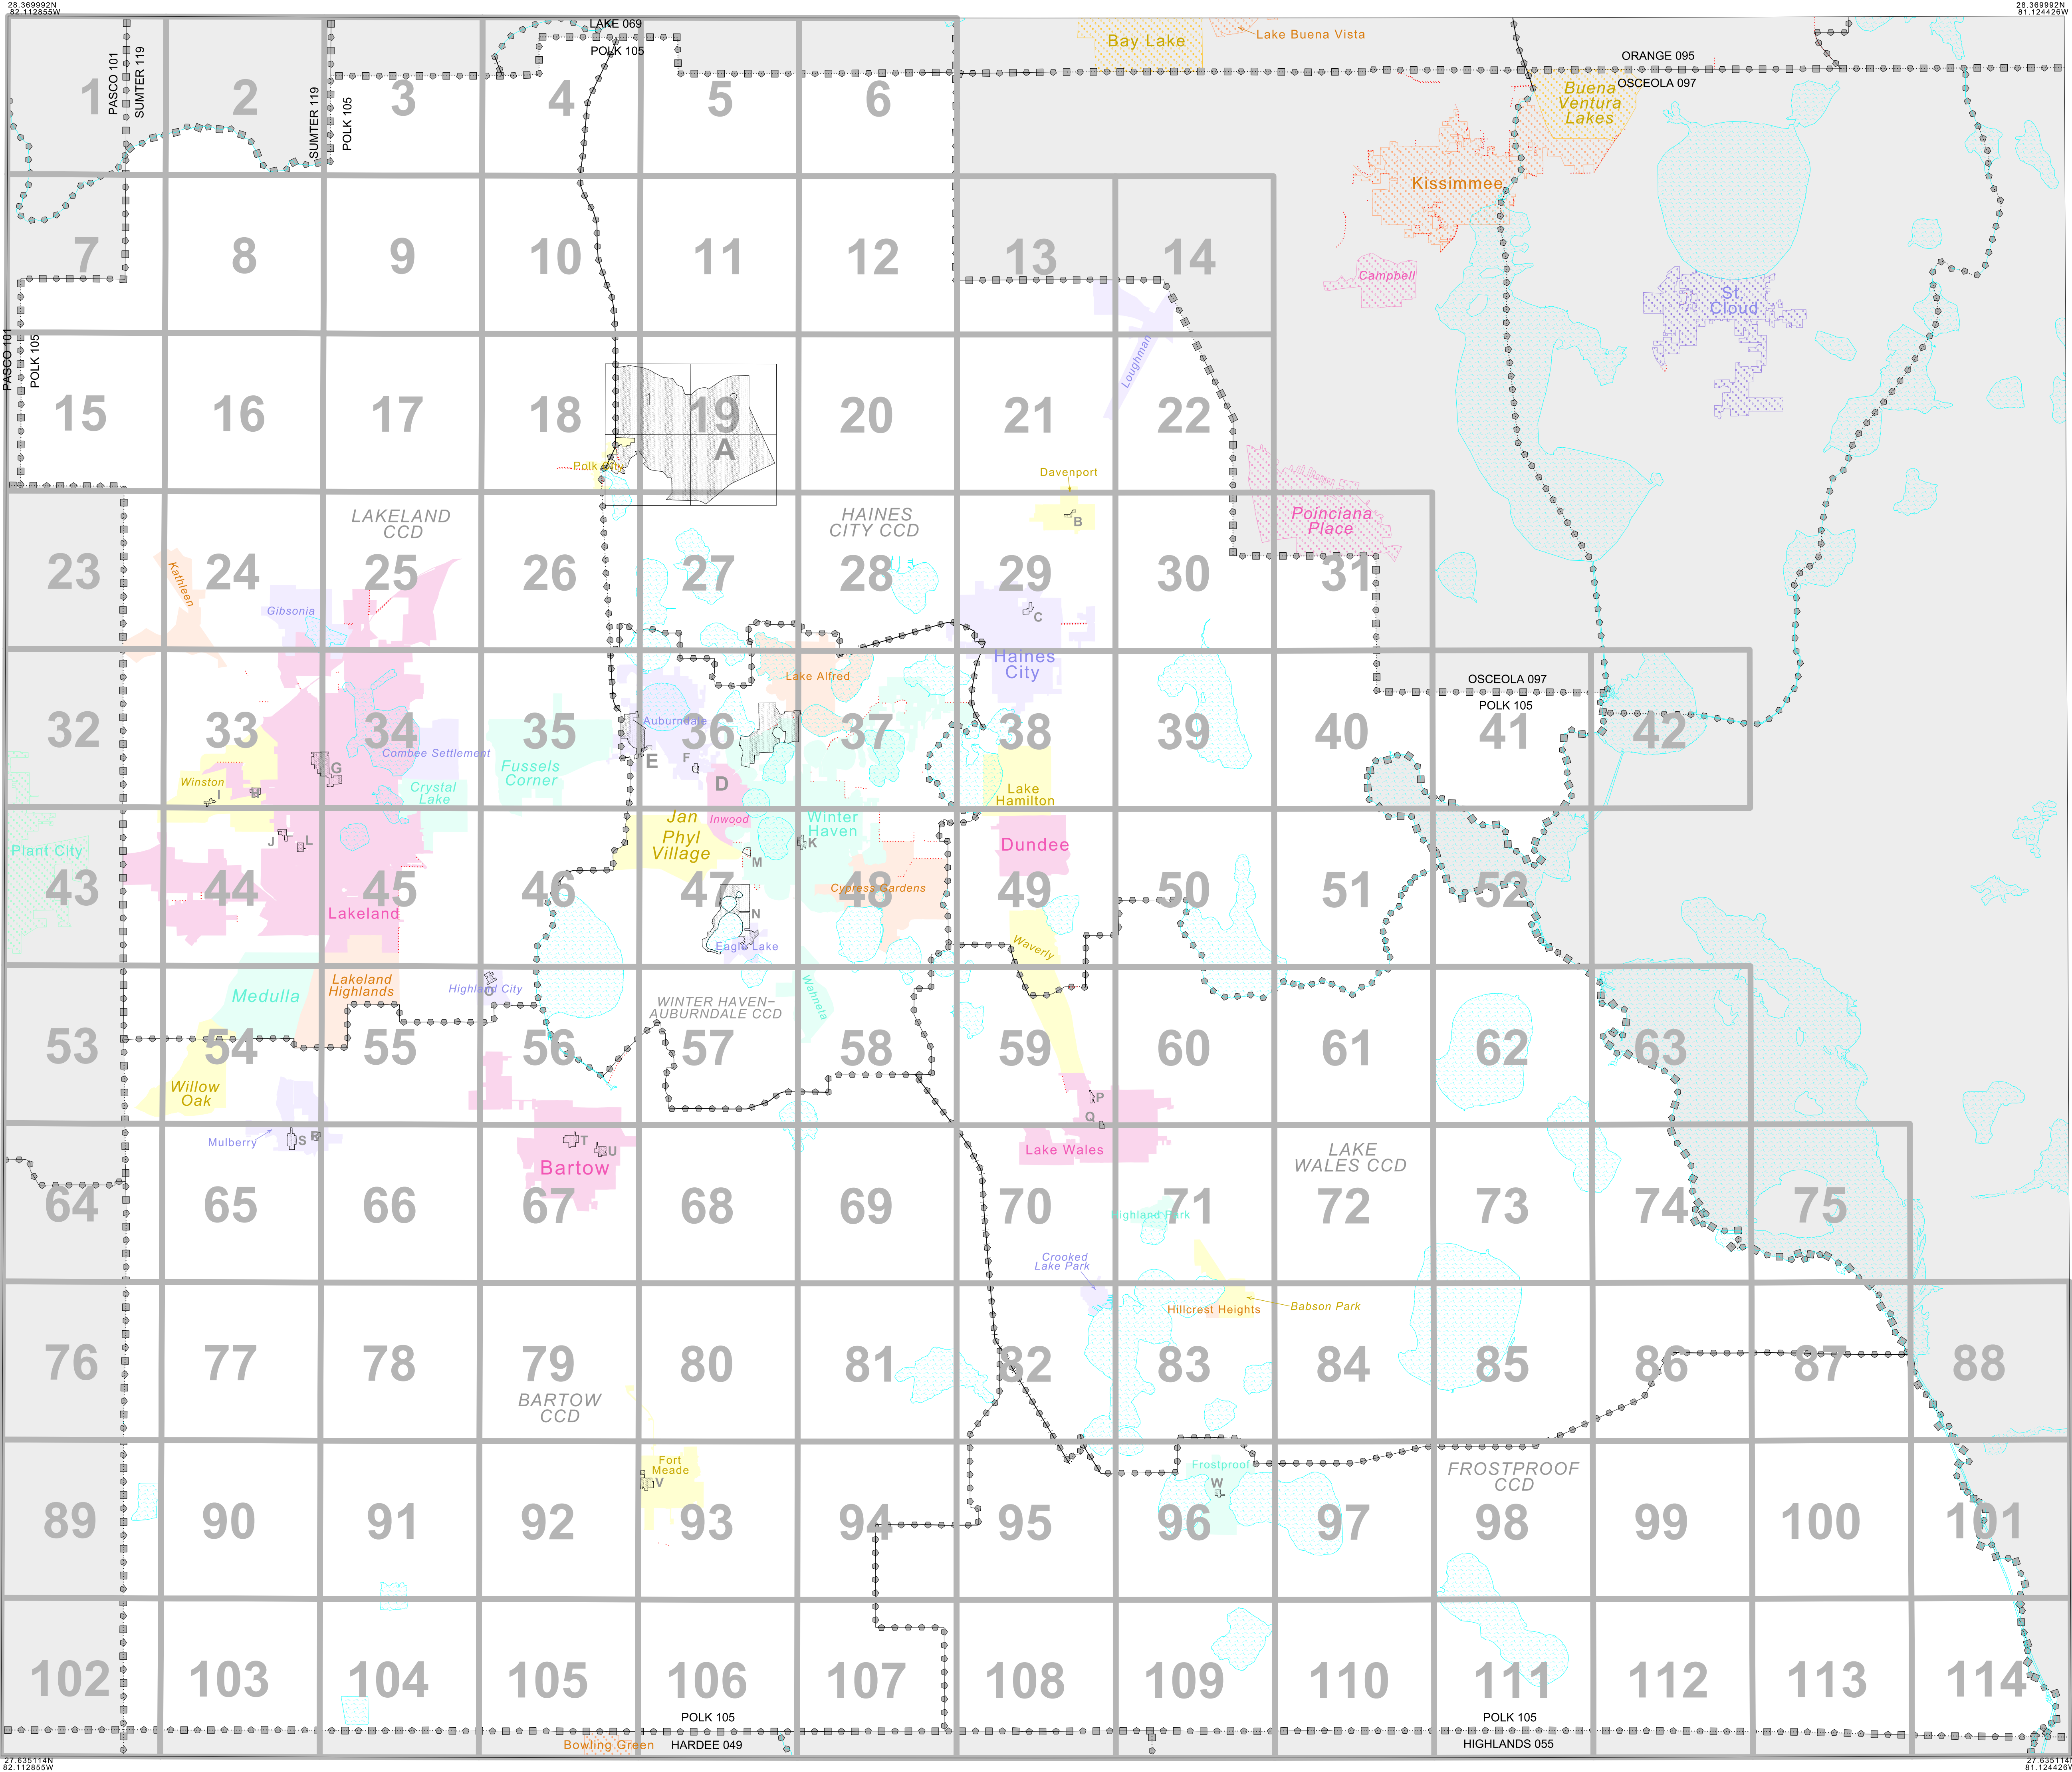 28.369992N
82.112855W
28.369992N
81.124426W
LAKE 069
POLK 105
Bay Lake
Lake Buena Vista
ORANGE 095
OSCEOLA 097
PASCO 101
SUMTER 119
SUMTER 119
POLK 105
1
2
3
4
5
6
Buena
Ventura
Lakes
Kissimmee
7
8
9
10
11
12
13
14
Campbell
St.
Cloud
PASCO 101
POLK 105
Loughman
15
16
17
18
1
19
20
21
22
A
Polk City
Davenport
B
LAKELAND
CCD
HAINES
CITY CCD
Poinciana
Place
23
24
25
26
27
28
29
30
31
Kathleen
Gibsonia
C
Haines
City
Lake Alfred
OSCEOLA 097
POLK 105
Auburndale
32
33
34
35
36
37
38
39
40
41
42
Combee Settlement
Fussels
Corner
E
F
D
G
Winston
I
H
Crystal
Lake
Lake
Hamilton
Jan
Phyl
Village
Inwood
Winter
Haven
Dundee
J
L
K
M
Plant City
43
44
45
46
47
48
49
50
51
52
Cypress Gardens
Lakeland
N
Eagle Lake
Waverly
Medulla
Lakeland
Highlands
Highland City
O
WINTER HAVEN-
AUBURNDALE CCD
Wahneta
53
54
55
56
57
58
59
60
61
62
63
Willow
Oak
P
Q
Mulberry
S
R
T
U
Bartow
Lake Wales
LAKE
WALES CCD
64
65
66
67
68
69
70
71
72
73
74
75
Highland Park
Crooked
Lake Park
Hillcrest Heights
Babson Park
76
77
78
79
80
81
82
83
84
85
86
87
88
BARTOW
CCD
Fort
Meade
V
Frostproof
W
FROSTPROOF
CCD
89
90
91
92
93
94
95
96
97
98
99
100
101
102
103
104
105
106
107
108
109
110
111
112
113
114
POLK 105
POLK 105
Bowling Green
HARDEE 049
HIGHLANDS 055
27.635114N
82.112855W
27.635114N
81.124426W